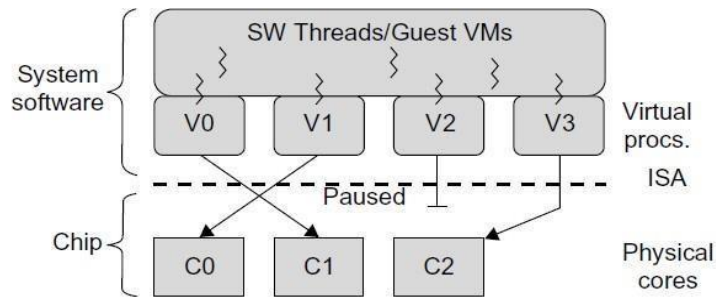 SW Threads/Guest VMs
System
software
V0
V1
V2
V3
Virtual
procs.
ISA
Paused
Chip
C0
C1
C2
Physical
cores